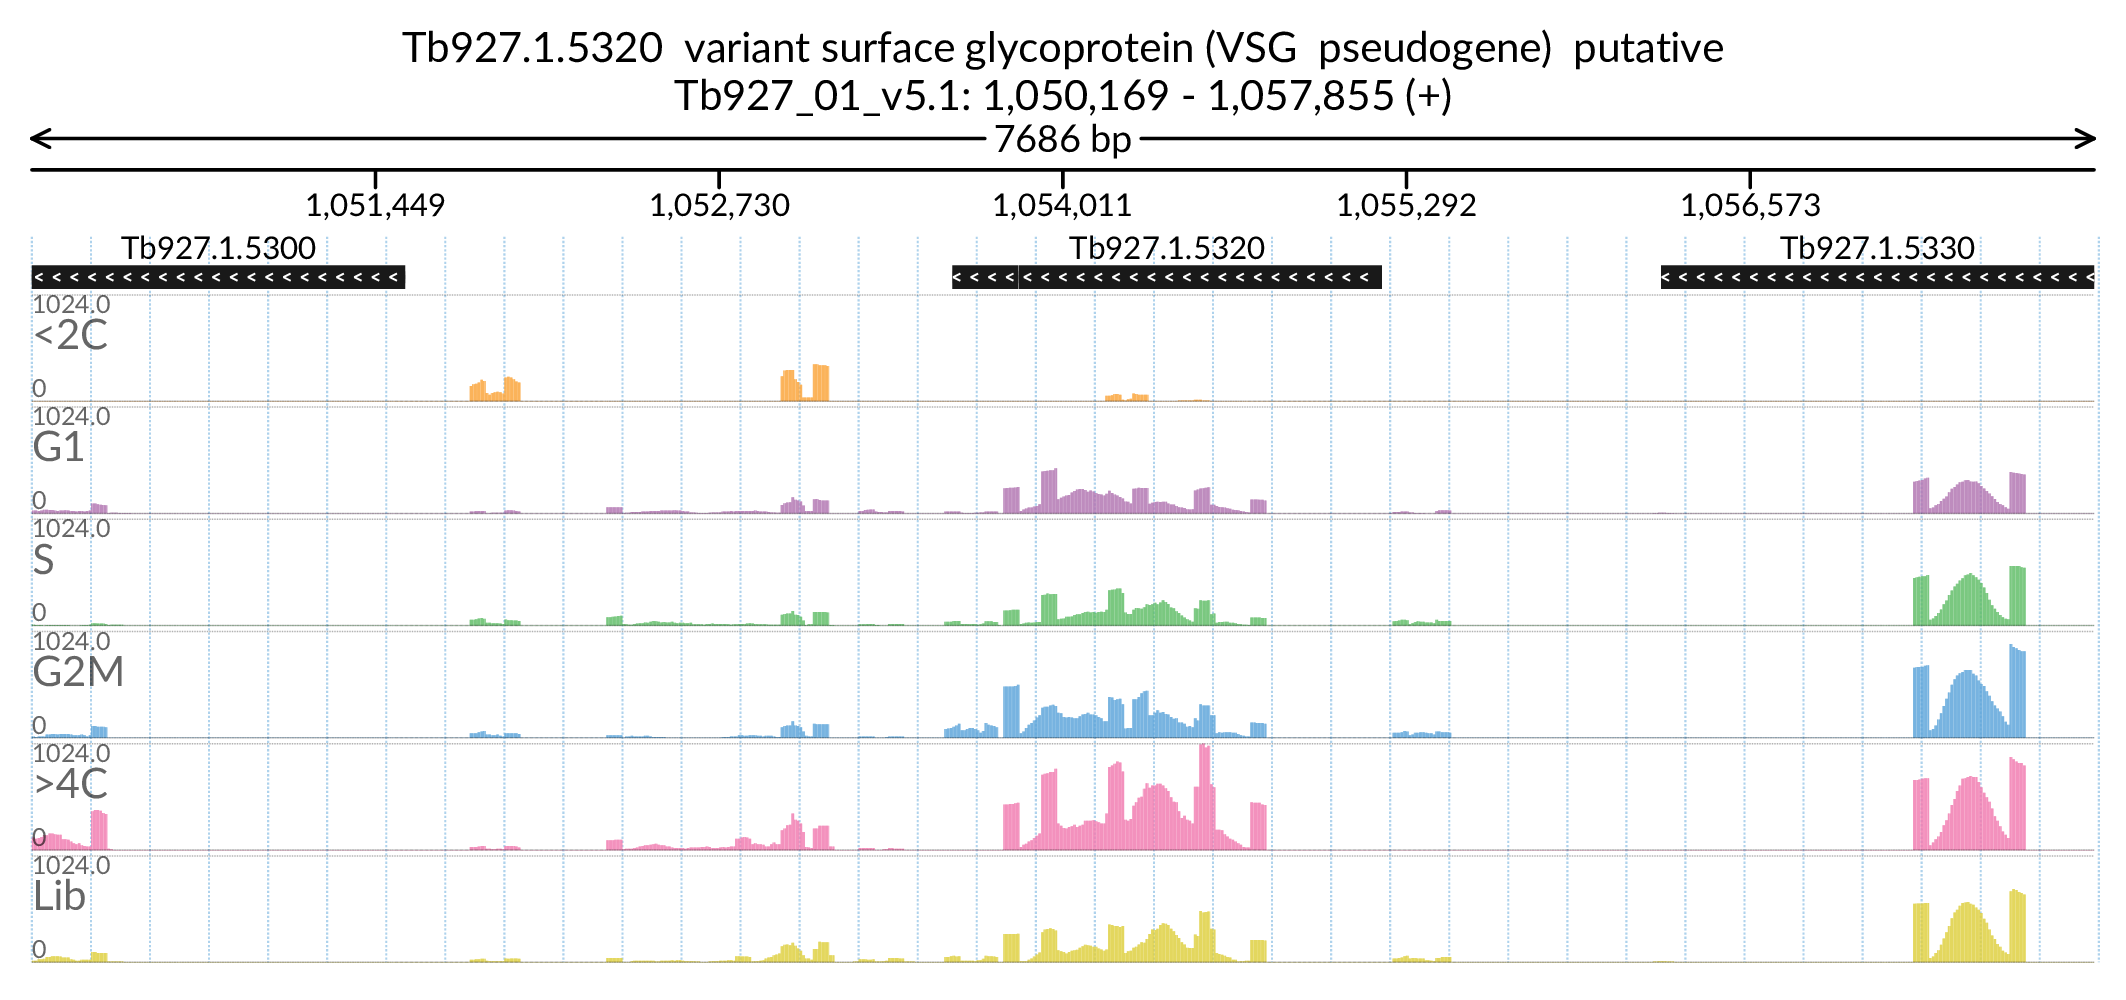 Tb927.1.5320 variant surface glycoprotein (VSG pseudogene) putative
Tb927_01_v5.1: 1,050,169 - 1,057,855 (+)
7686 bp
1,051,449 1,052,730 1,054,011 1,055,292 1,056,573
Tb927.1.5300 Tb927.1.5320 Tb927.1.5330
1024.0
<2C
0
1024.0
G1
0
1024.0
S
0
1024.0
G2M
0
1024.0
>4C
0
1024.0
Lib
0